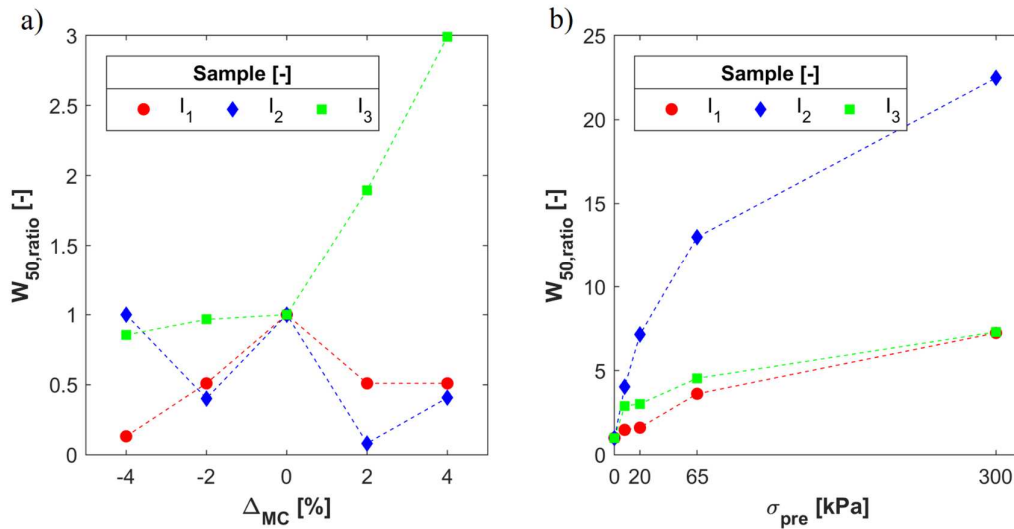 a)
3
2.5
2
1.5
1
0.5
0
W50,ratio [-]
Sample [-]
I1 I2 I3
-4 -2 0 2 4
ΔMC [%]
b)
25
20
15
10
5
0
W50,ratio [-]
Sample [-]
I1 I2 I3
0 20 65 300
σpre [kPa]